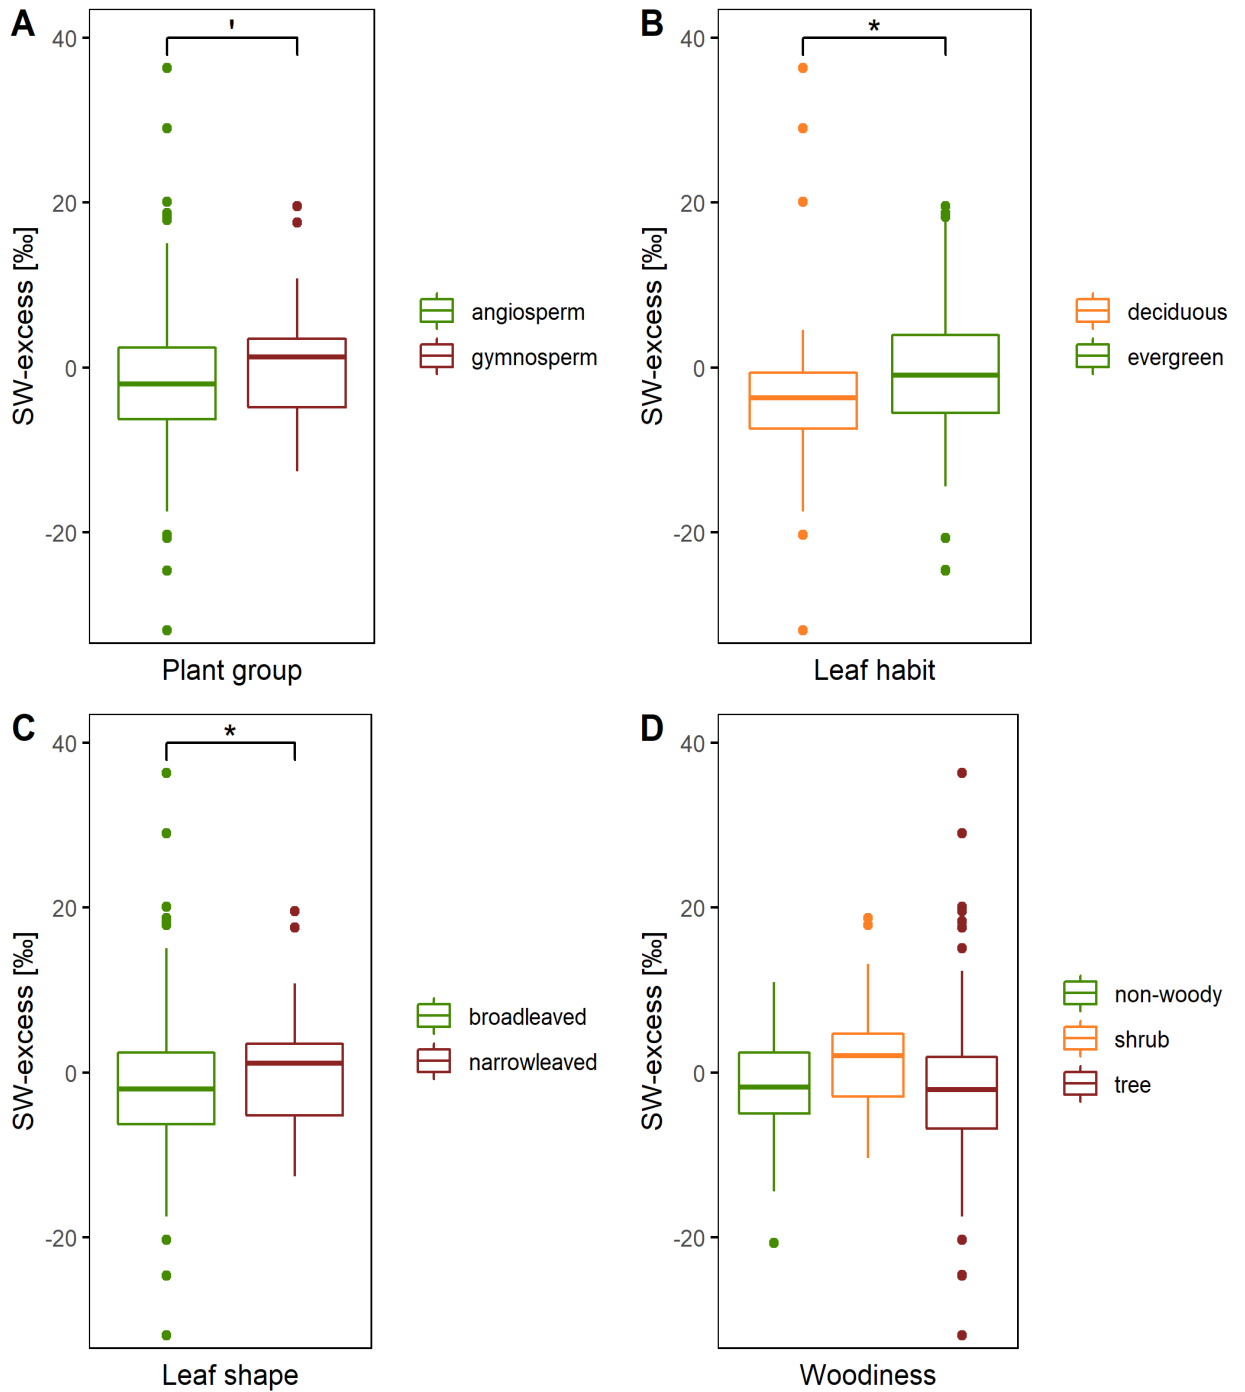 A
'
40
20
0
-20
SW-excess [‰]
Plant group
angiosperm
gymnosperm
B
*
40
20
0
-20
SW-excess [‰]
Leaf habit
deciduous
evergreen
C
*
40
20
0
-20
SW-excess [‰]
Leaf shape
broadleaved
narrowleaved
D
40
20
0
-20
SW-excess [‰]
Woodiness
non-woody
shrub
tree